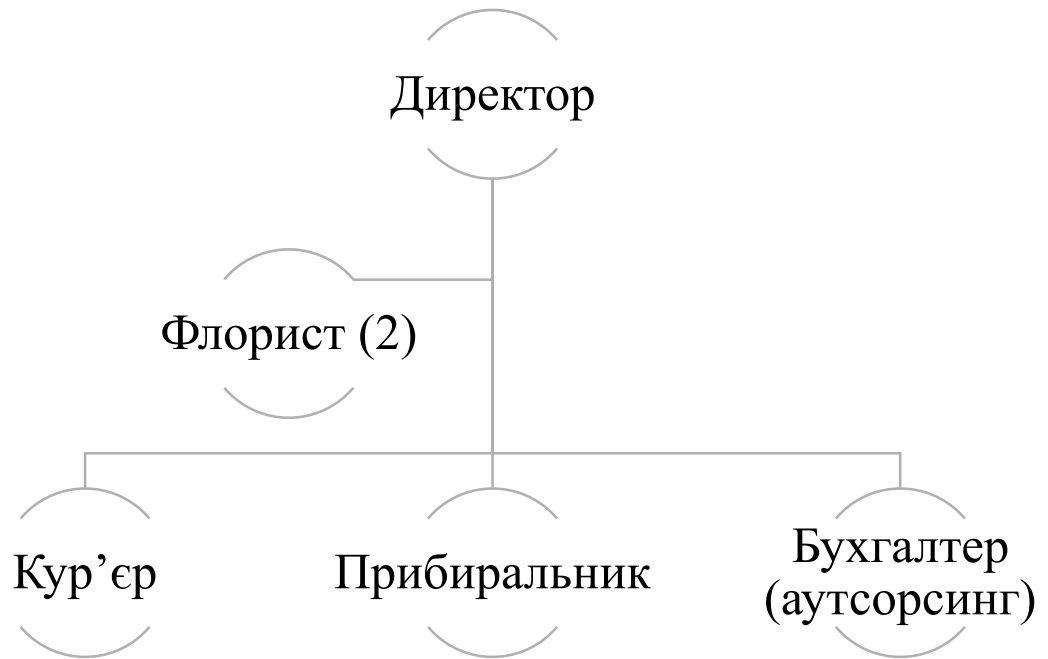 Директор
Флорист (2)
Кур’єр
Прибиральник
Бухгалтер
(аутсорсинг)